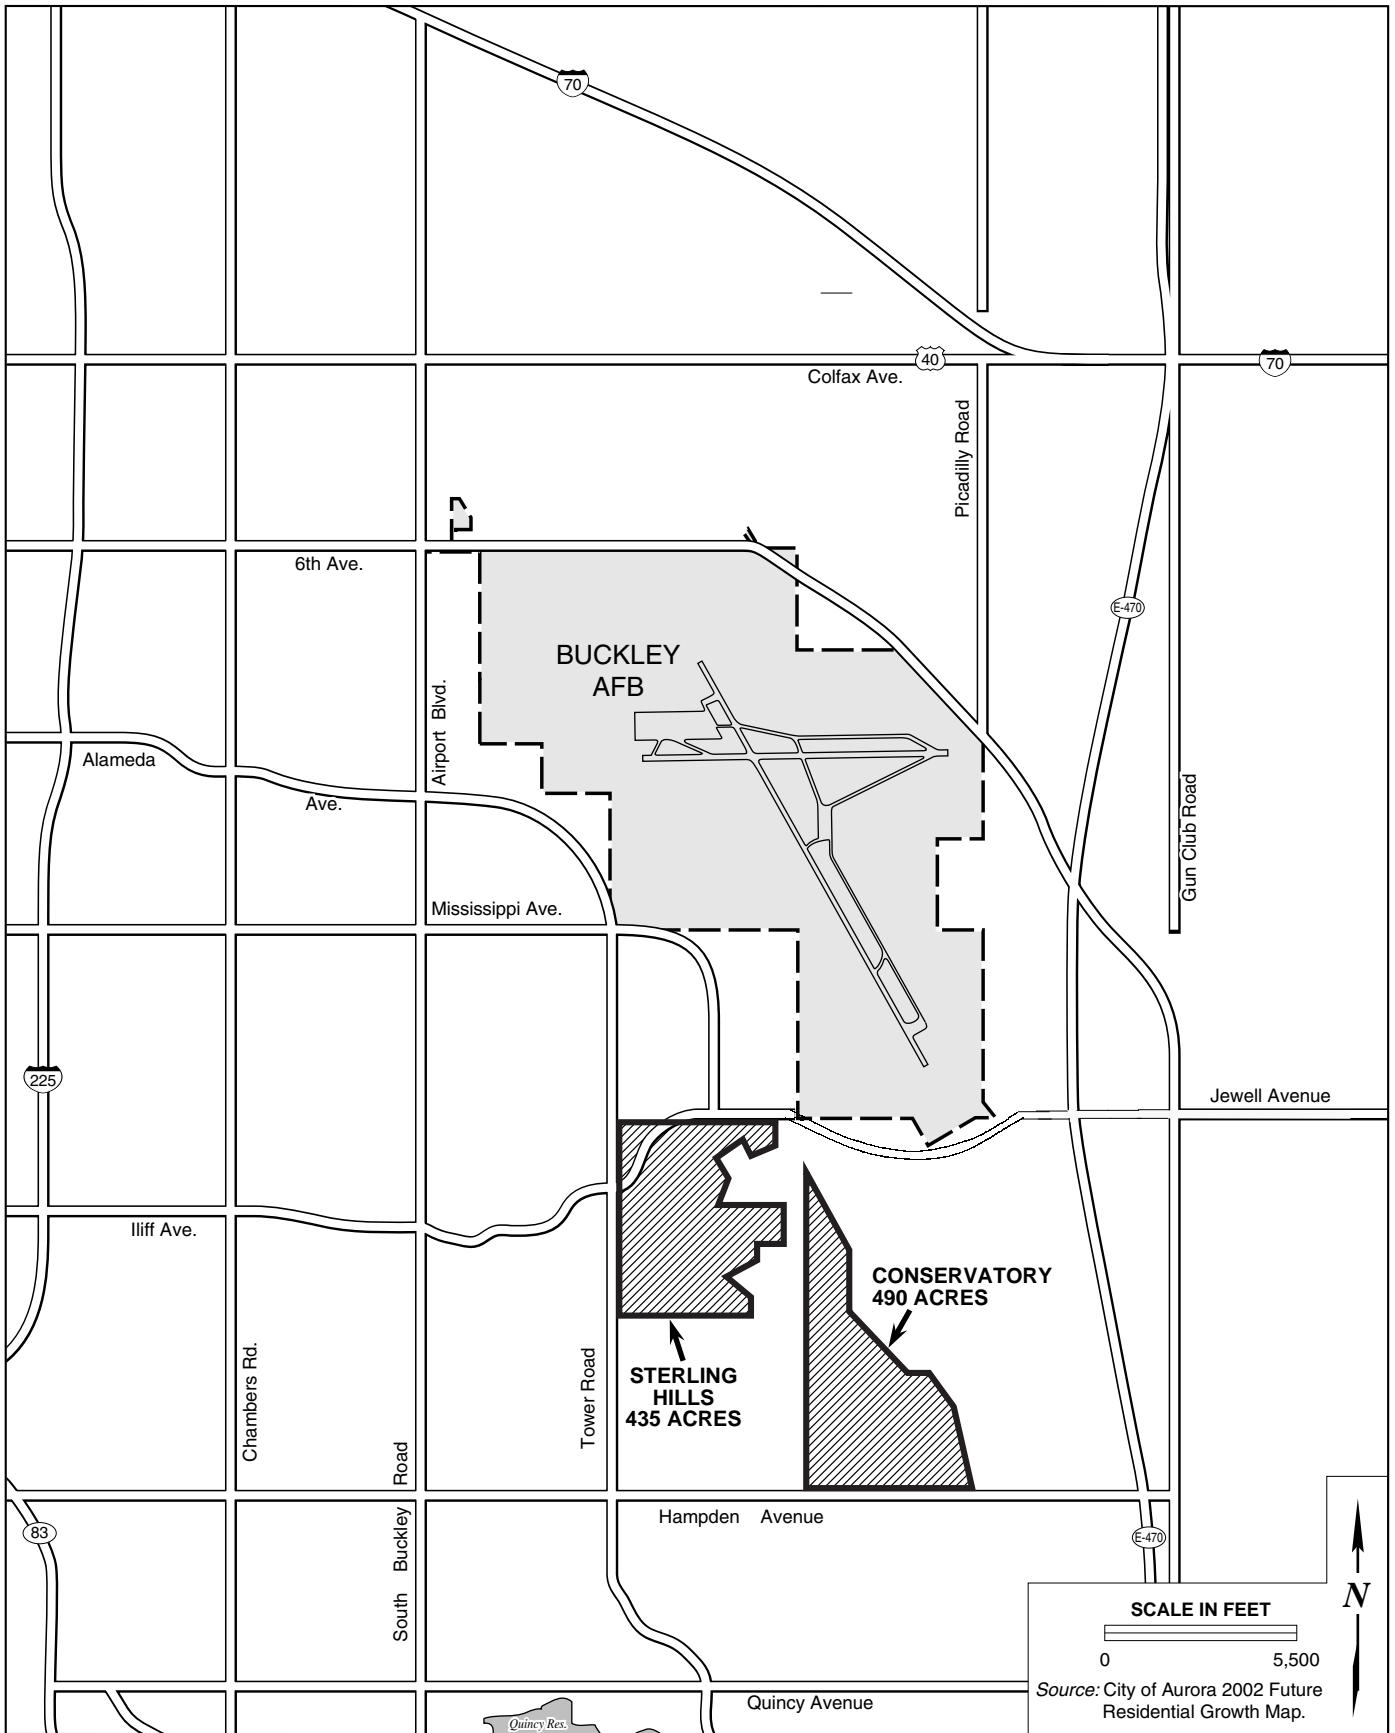 70
40
70
Colfax Ave.
Picadilly Road
6th Ave.
E-470
BUCKLEY
AFB
Airport Blvd.
Alameda
Ave.
Gun Club Road
Mississippi Ave.
225
Jewell Avenue
Iliff Ave.
CONSERVATORY
490 ACRES
Chambers Rd.
Tower Road
STERLING
HILLS
435 ACRES
South Buckley Road
Hampden Avenue
83
E-470
N
SCALE IN FEET
0 5,500
Source: City of Aurora 2002 Future
Residential Growth Map.
Quincy Avenue
Quincy Res.